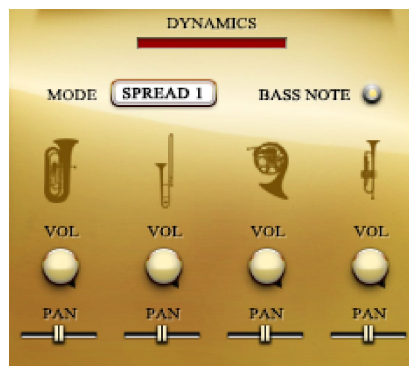 DYNAMICS
MODE SPREAD 1 BASS NOTE
VOL VOL VOL VOL
PAN PAN PAN PAN